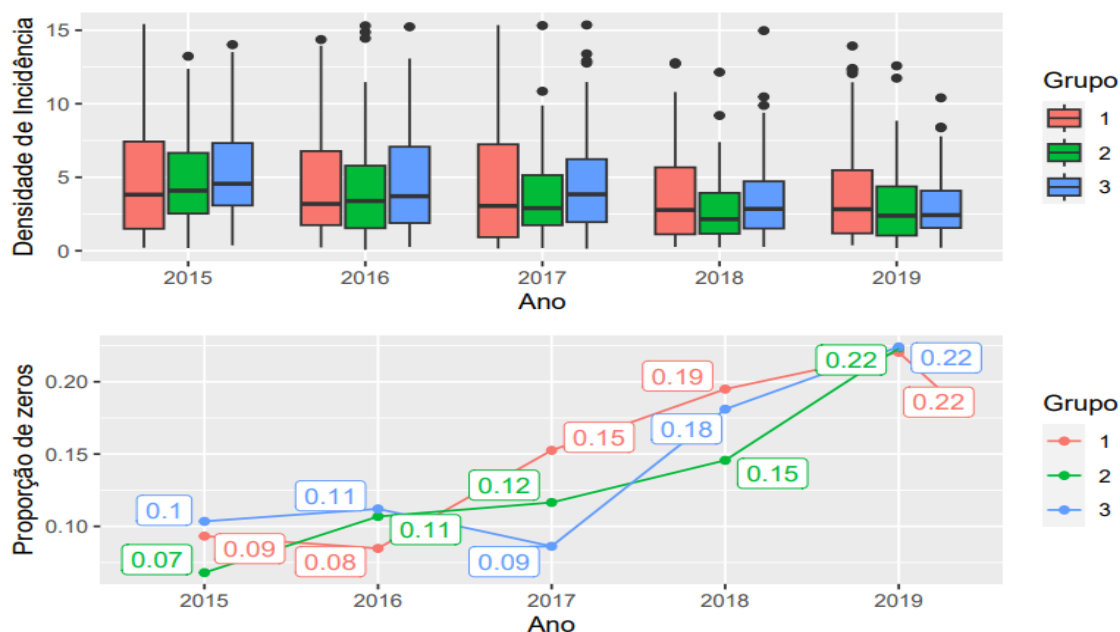 Densidade de Incidência
15
10
5
0
2015 2016 2017 2018 2019
Ano
Grupo
1
2
3
Proporção de zeros
0.20
0.15
0.10
0.22 0.22
0.19 0.22
0.15 0.18
0.12 0.15
0.1 0.11 0.11
0.07 0.09 0.08 0.09
2015 2016 2017 2018 2019
Ano
Grupo
1
2
3